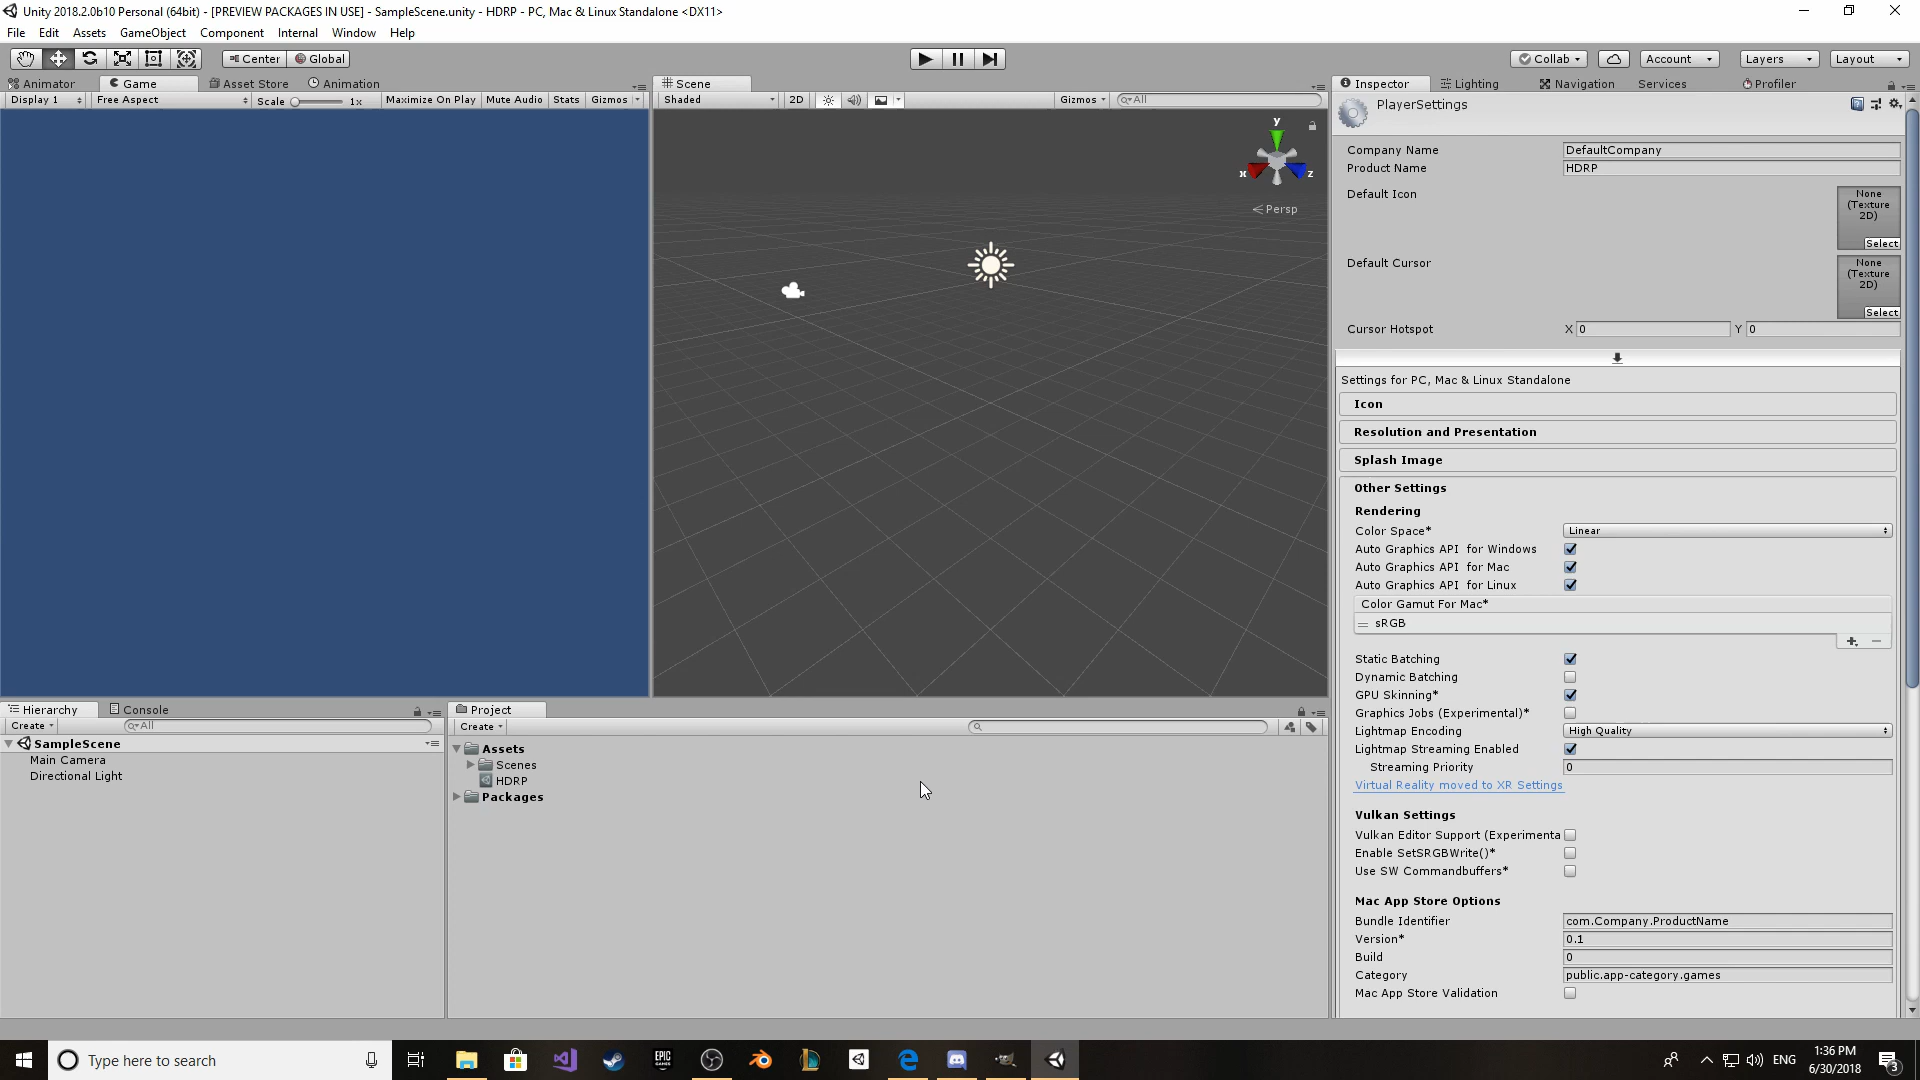 Unity 2018.2.0b10 Personal (64bit) - [PREVIEW PACKAGES IN USE] - SampleScene.unity - HDRP - PC, Mac & Linux Standalone <DX11>
File Edit Assets GameObject Component Internal Window Help
Center Global Collab Account Layers Layout
Animator Game Asset Store Animation
Display 1 Free Aspect Scale 1x Maximize On Play Mute Audio Stats Gizmos
Scene
Shaded 2D Gizmos All
y
x z
Persp
Inspector Lighting Navigation Services Profiler
PlayerSettings
Company Name DefaultCompany
Product Name HDRP
Default Icon
None
(Texture
2D)
Select
Default Cursor
None
(Texture
2D)
Select
Cursor Hotspot X 0 Y 0
Settings for PC, Mac & Linux Standalone
Icon
Resolution and Presentation
Splash Image
Other Settings
Rendering
Color Space* Linear
Auto Graphics API for Windows
Auto Graphics API for Mac
Auto Graphics API for Linux
Color Gamut For Mac*
sRGB
Static Batching
Dynamic Batching
GPU Skinning*
Graphics Jobs (Experimental)*
Lightmap Encoding High Quality
Lightmap Streaming Enabled
Streaming Priority 0
Virtual Reality moved to XR Settings
Vulkan Settings
Vulkan Editor Support (Experimenta
Enable SetSRGBWrite()*
Use SW Commandbuffers*
Mac App Store Options
Bundle Identifier com.Company.ProductName
Version* 0.1
Build 0
Category public.app-category.games
Mac App Store Validation
Hierarchy Console
Create All
SampleScene
Main Camera
Directional Light
Project
Create
Assets
Scenes
HDRP
Packages
Type here to search
EPIC
GAMES
ENG
1:36 PM
6/30/2018
3